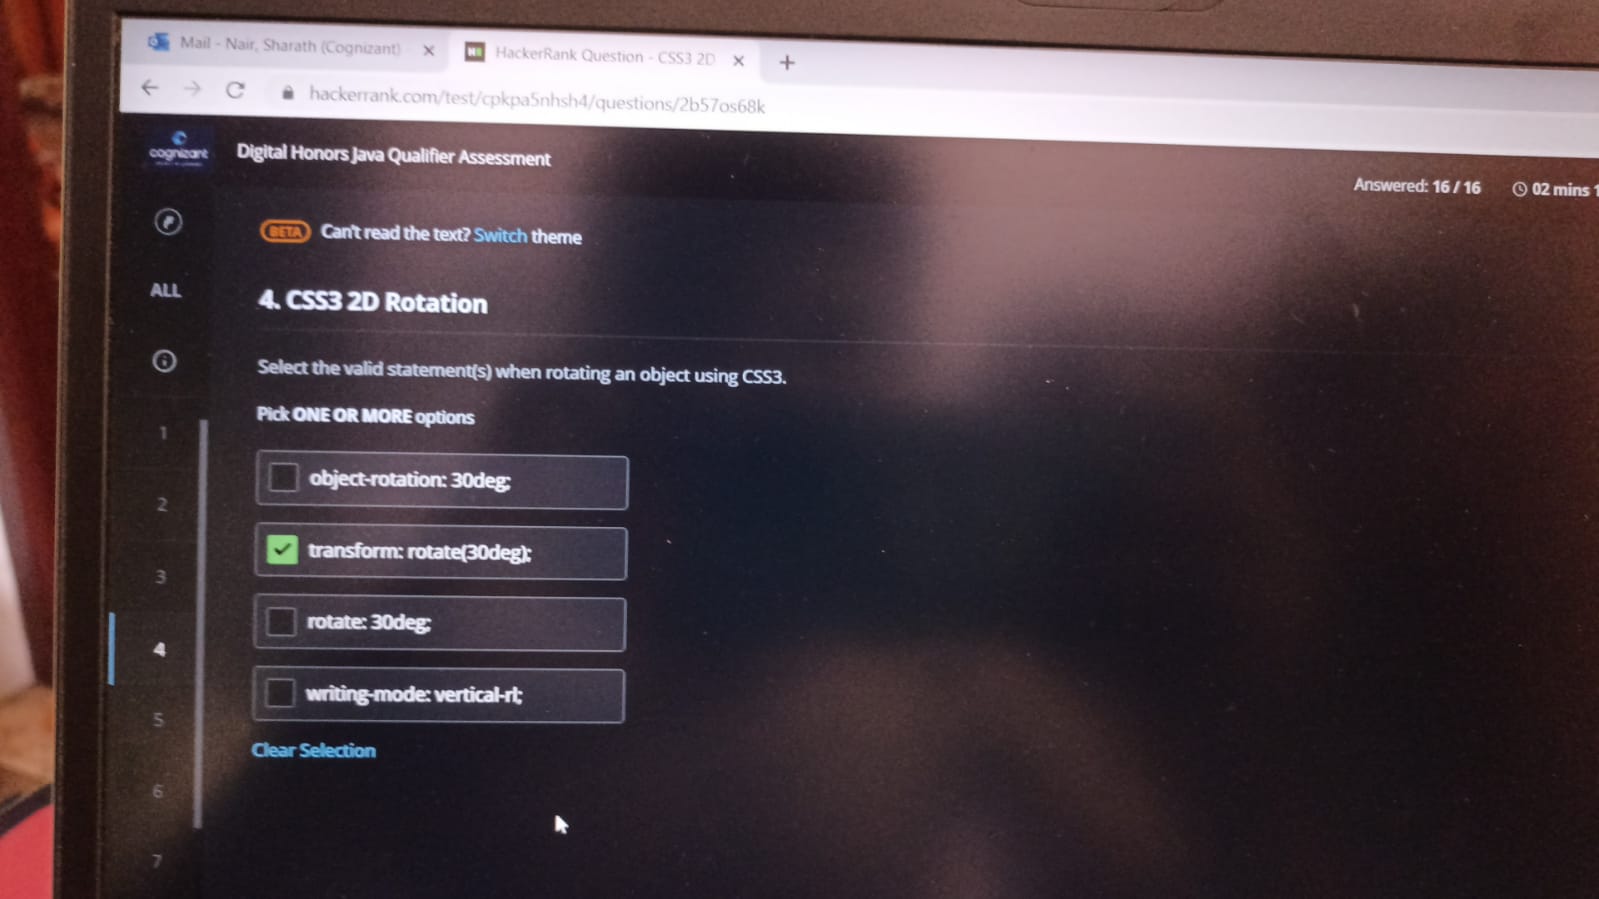 Mail - Nair, Sharath (Cognizant)
HackerRank Question - CSS3 2D
hackerrank.com/test/cpkpa5nhsh4/questions/2b57os68k
cognizant
Digital Honors Java Qualifier Assessment
Answered: 16 / 16
02 mins 1
BETA Can't read the text? Switch theme
ALL
4. CSS3 2D Rotation
Select the valid statement(s) when rotating an object using CSS3.
Pick ONE OR MORE options
1
object-rotation: 30deg;
2
transform: rotate(30deg);
3
rotate: 30deg;
4
writing-mode: vertical-rl;
5
Clear Selection
6
7